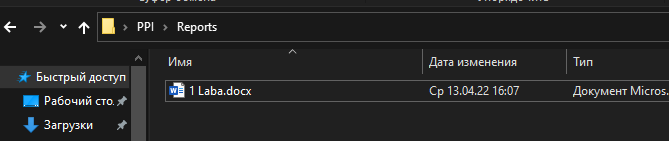 PPI > Reports
Имя Дата изменения Тип
Быстрый доступ
1 Laba.docx Ср 13.04.22 16:07 Документ Micros.
Рабочий сто.
Загрузки